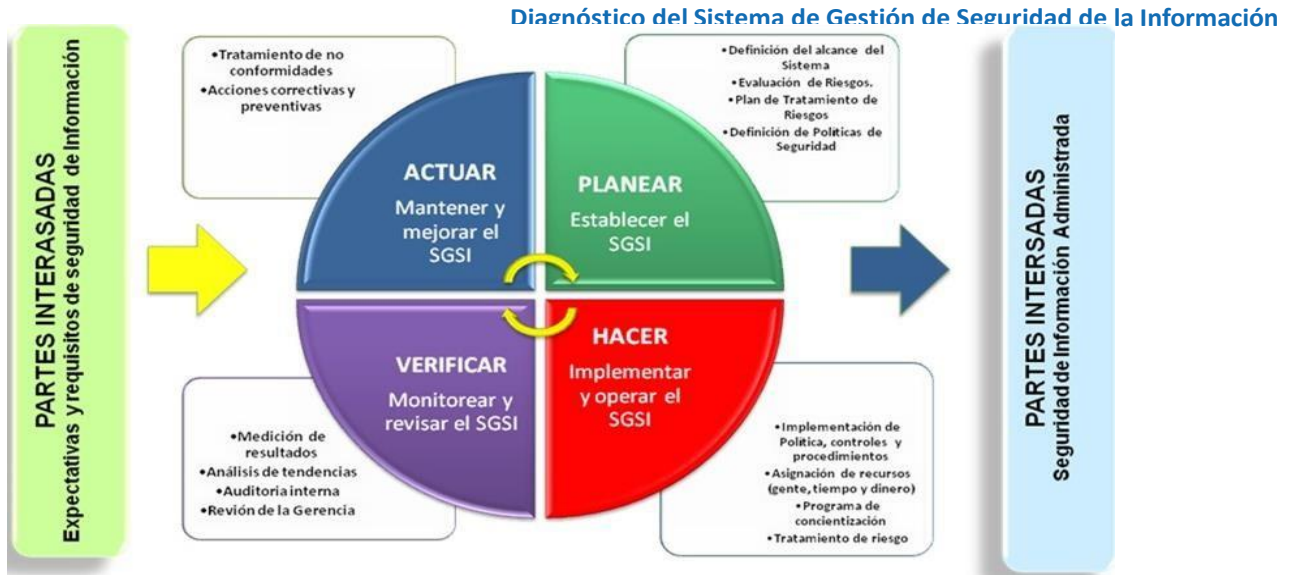 Diagnóstico del Sistema de Gestión de Seguridad de la Información
PARTES INTERASADAS
Expectativas y requisitos de seguridad de Información
•Tratamiento de no
conformidades
•Acciones correctivas y
preventivas
•Definición del alcance del
Sistema
•Evaluación de Riesgos.
•Plan de Tratamiento de
Riesgos
•Definición de Políticas de
Seguridad
ACTUAR
Mantener y
mejorar el
SGSI
PLANEAR
Establecer el
SGSI
VERIFICAR
Monitorear y
revisar el SGSI
HACER
Implementar
y operar el
SGSI
•Medición de
resultados
•Análisis de tendencias
•Auditoria interna
•Revión de la Gerencia
•Implementación de
Política, controles y
procedimientos
•Asignación de recursos
(gente, tiempo y dinero)
•Programa de
concientización
•Tratamiento de riesgo
PARTES INTERSADAS
Seguridad de Información Administrada